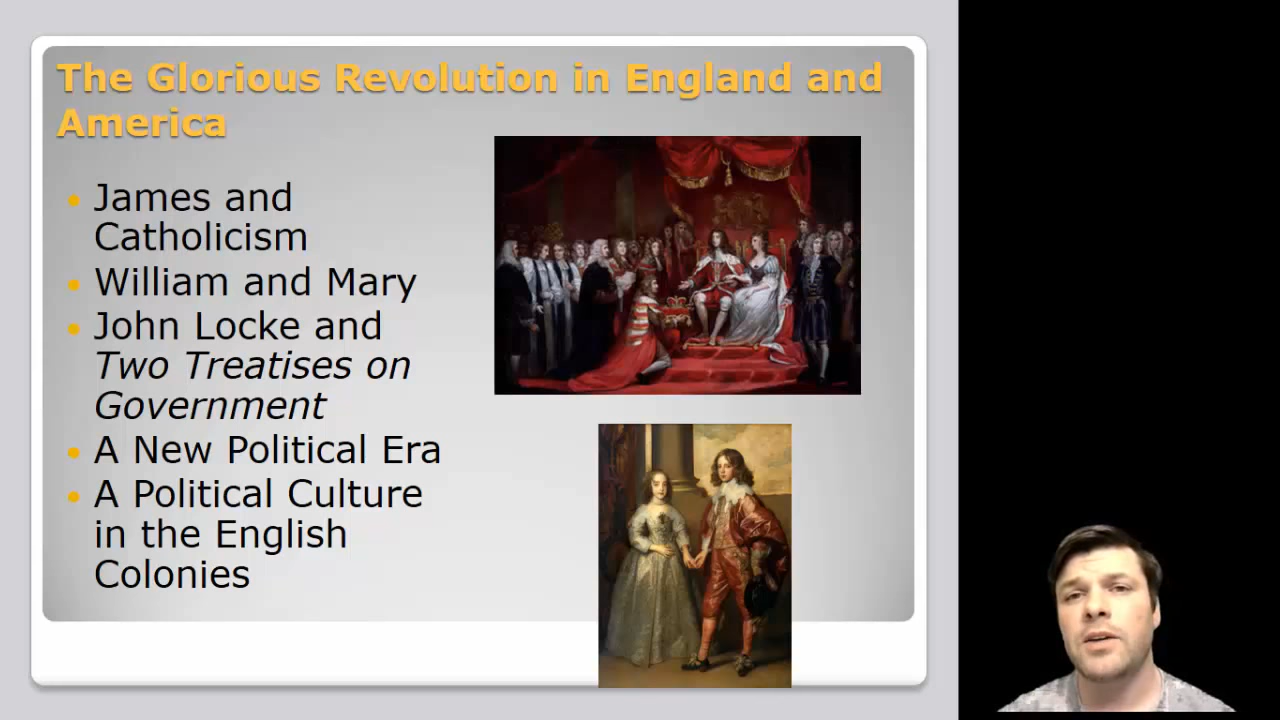 The Glorious Revolution in England and
America
James and
Catholicism
William and Mary
John Locke and
Two Treatises on
Government
A New Political Era
A Political Culture
in the English
Colonies